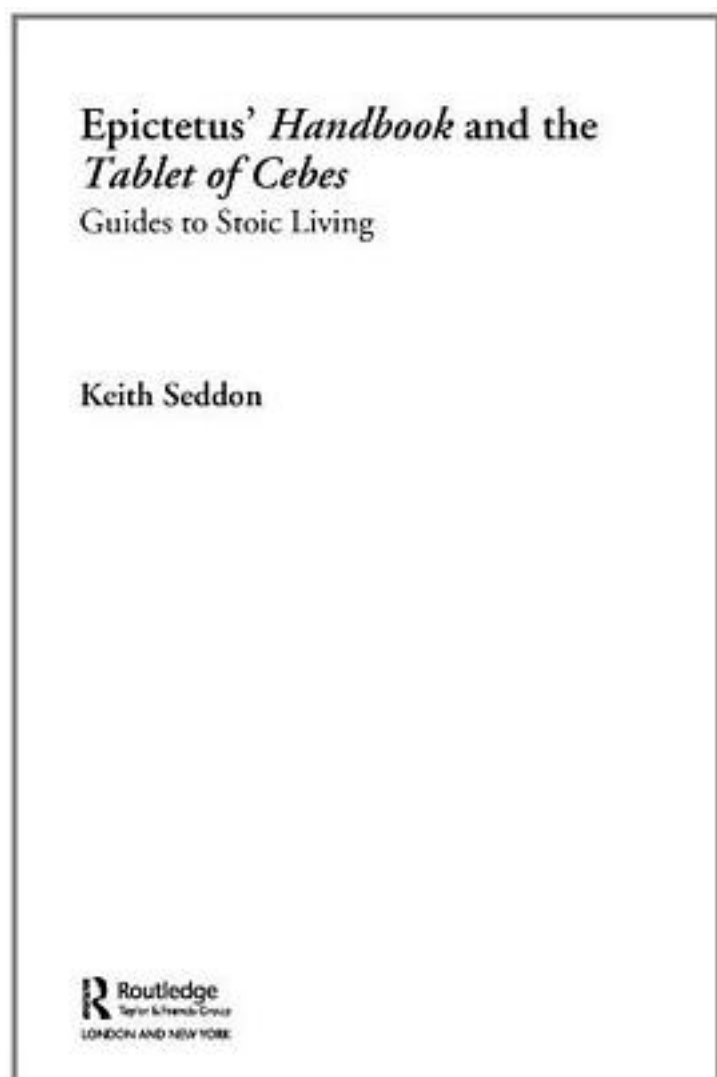 Epictetus’ Handbook and the
Tablet of Cebes
Guides to Stoic Living
Keith Seddon
Routledge
Taylor & Francis Group
LONDON AND NEW YORK